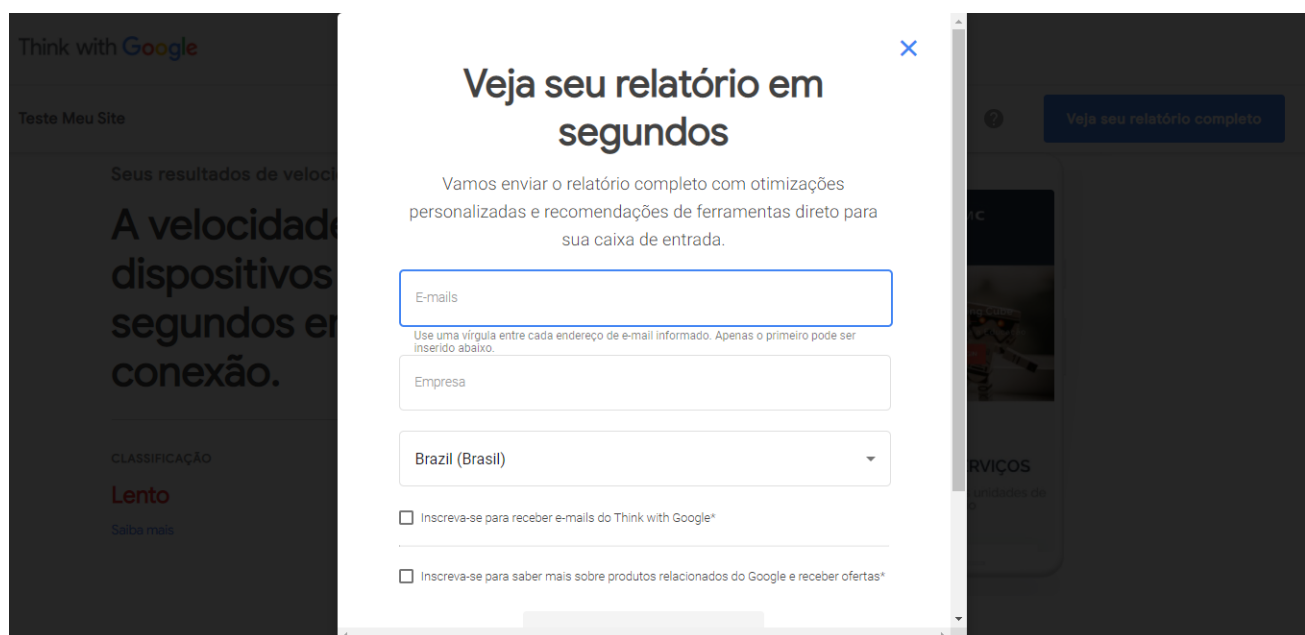 Think with Google
Teste Meu Site
Veja seu relatório completo
Seus resultados de veloci
A velocidade
dispositivos
segundos er
conexão.
CLASSIFICAÇÃO
Lento
Saiba mais
Veja seu relatório em
segundos
Vamos enviar o relatório completo com otimizações
personalizadas e recomendações de ferramentas direto para
sua caixa de entrada.
E-mails
Use uma vírgula entre cada endereço de e-mail informado. Apenas o primeiro pode ser
inserido abaixo.
Empresa
Brazil (Brasil)
Inscreva-se para receber e-mails do Think with Google*
Inscreva-se para saber mais sobre produtos relacionados do Google e receber ofertas*
RVIÇOS
unidades de